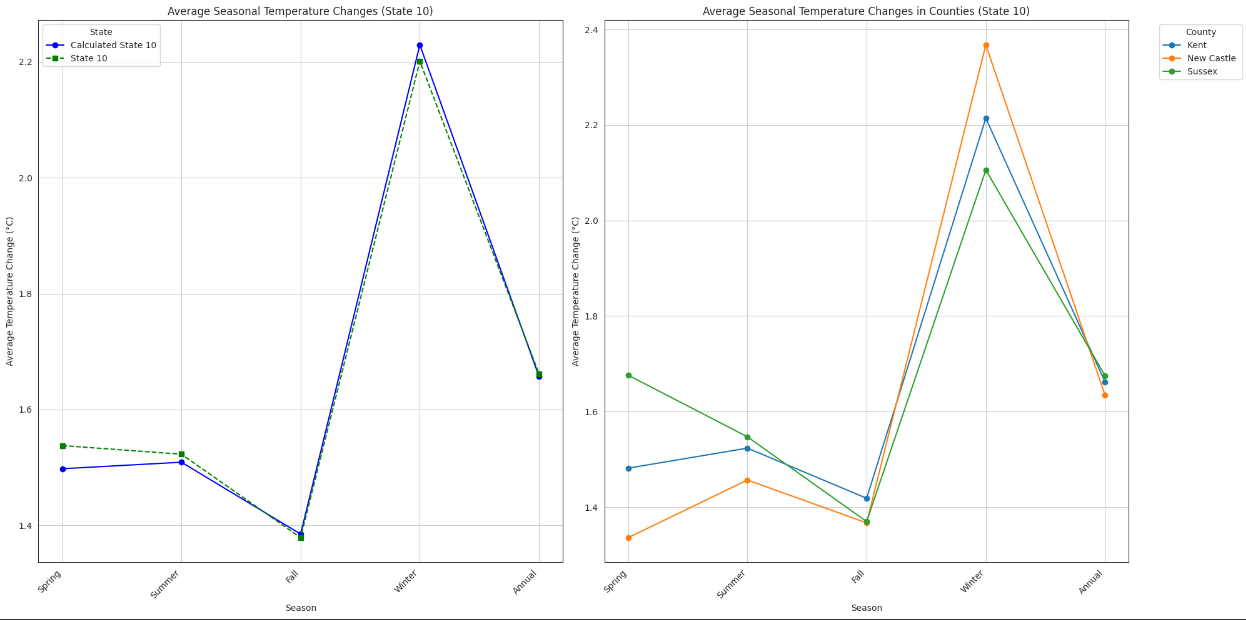 Average Seasonal Temperature Changes (State 10)
State
Calculated State 10
State 10
2.2
2.0
1.8
1.6
1.4
Average Temperature Change (°C)
Spring
Summer
Fall
Winter
Annual
Season
Average Seasonal Temperature Changes in Counties (State 10)
County
Kent
New Castle
Sussex
2.4
2.2
2.0
1.8
1.6
1.4
Average Temperature Change (°C)
Spring
Summer
Fall
Winter
Annual
Season